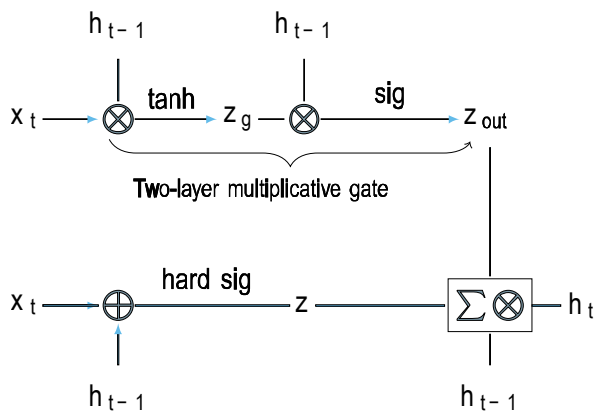 h t−1 h t−1
tanh sig
x t z g z out
Two-layer multiplicative gate
hard sig
x t z Σ h t
h t−1 h t−1